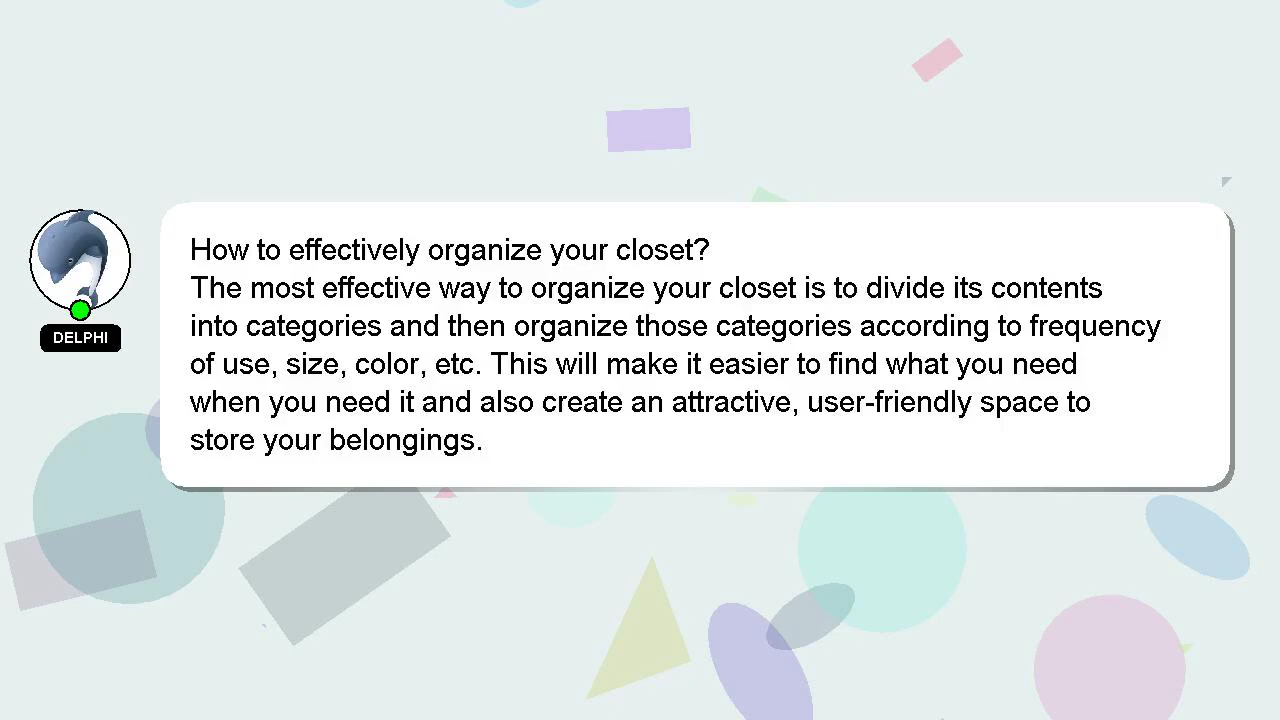 How to effectively organize your closet?
The most effective way to organize your closet is to divide its contents
into categories and then organize those categories according to frequency
of use, size, color, etc. This will make it easier to find what you need
when you need it and also create an attractive, user-friendly space to
store your belongings.
DELPHI